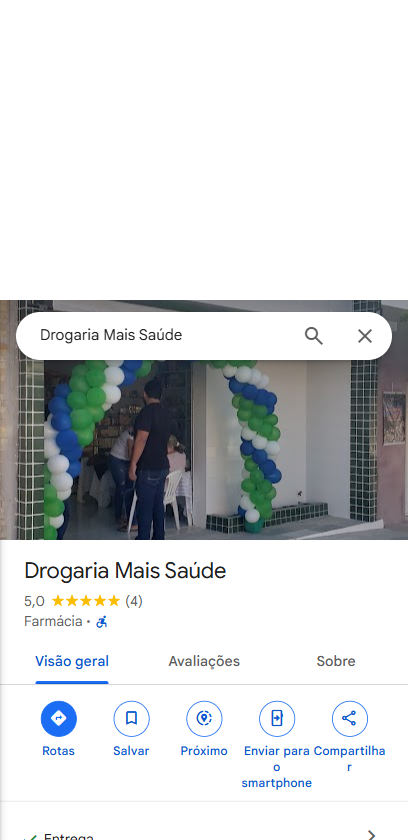 Drogaria Mais Saúde
Drogaria Mais Saúde
5,0 (4)
Farmácia ·
Visão geral Avaliações Sobre
Rotas Salvar Próximo Enviar para o smartphone Compartilhar
Entrega